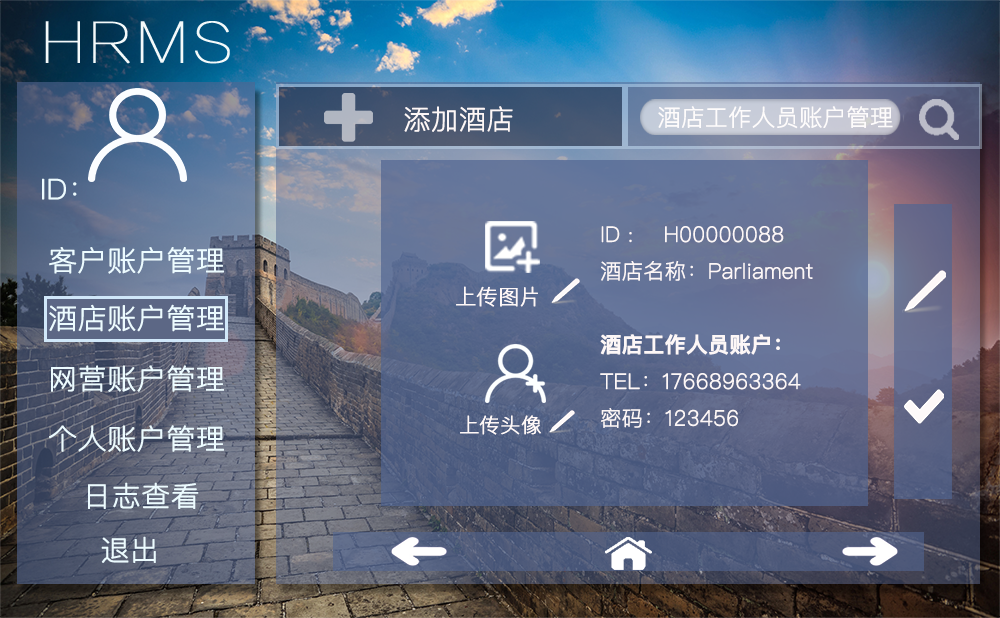 HRMS
ID：
客户账户管理
酒店账户管理
网营账户管理
个人账户管理
日志查看
退出
添加酒店
酒店工作人员账户管理
上传图片
ID： H00000088
酒店名称：Parliament
上传头像
酒店工作人员账户：
TEL：17668963364
密码：123456